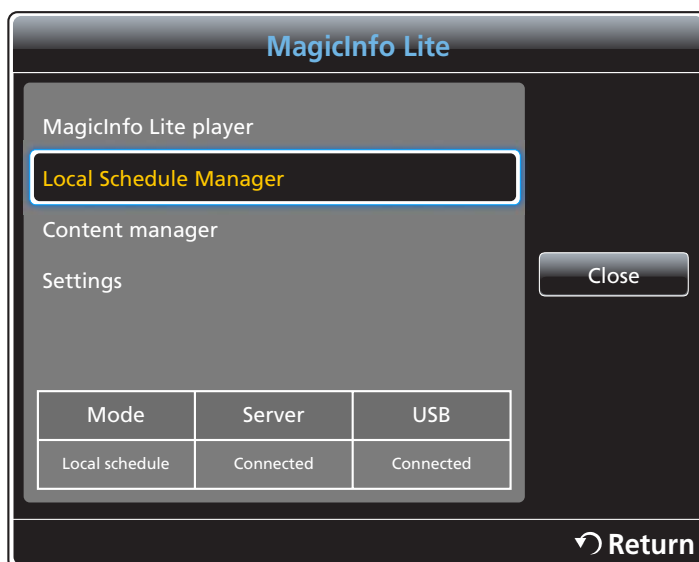 MagicInfo Lite
MagicInfo Lite player
Local Schedule Manager
Content manager
Settings
Close
Mode Server USB
Local schedule Connected Connected
Return